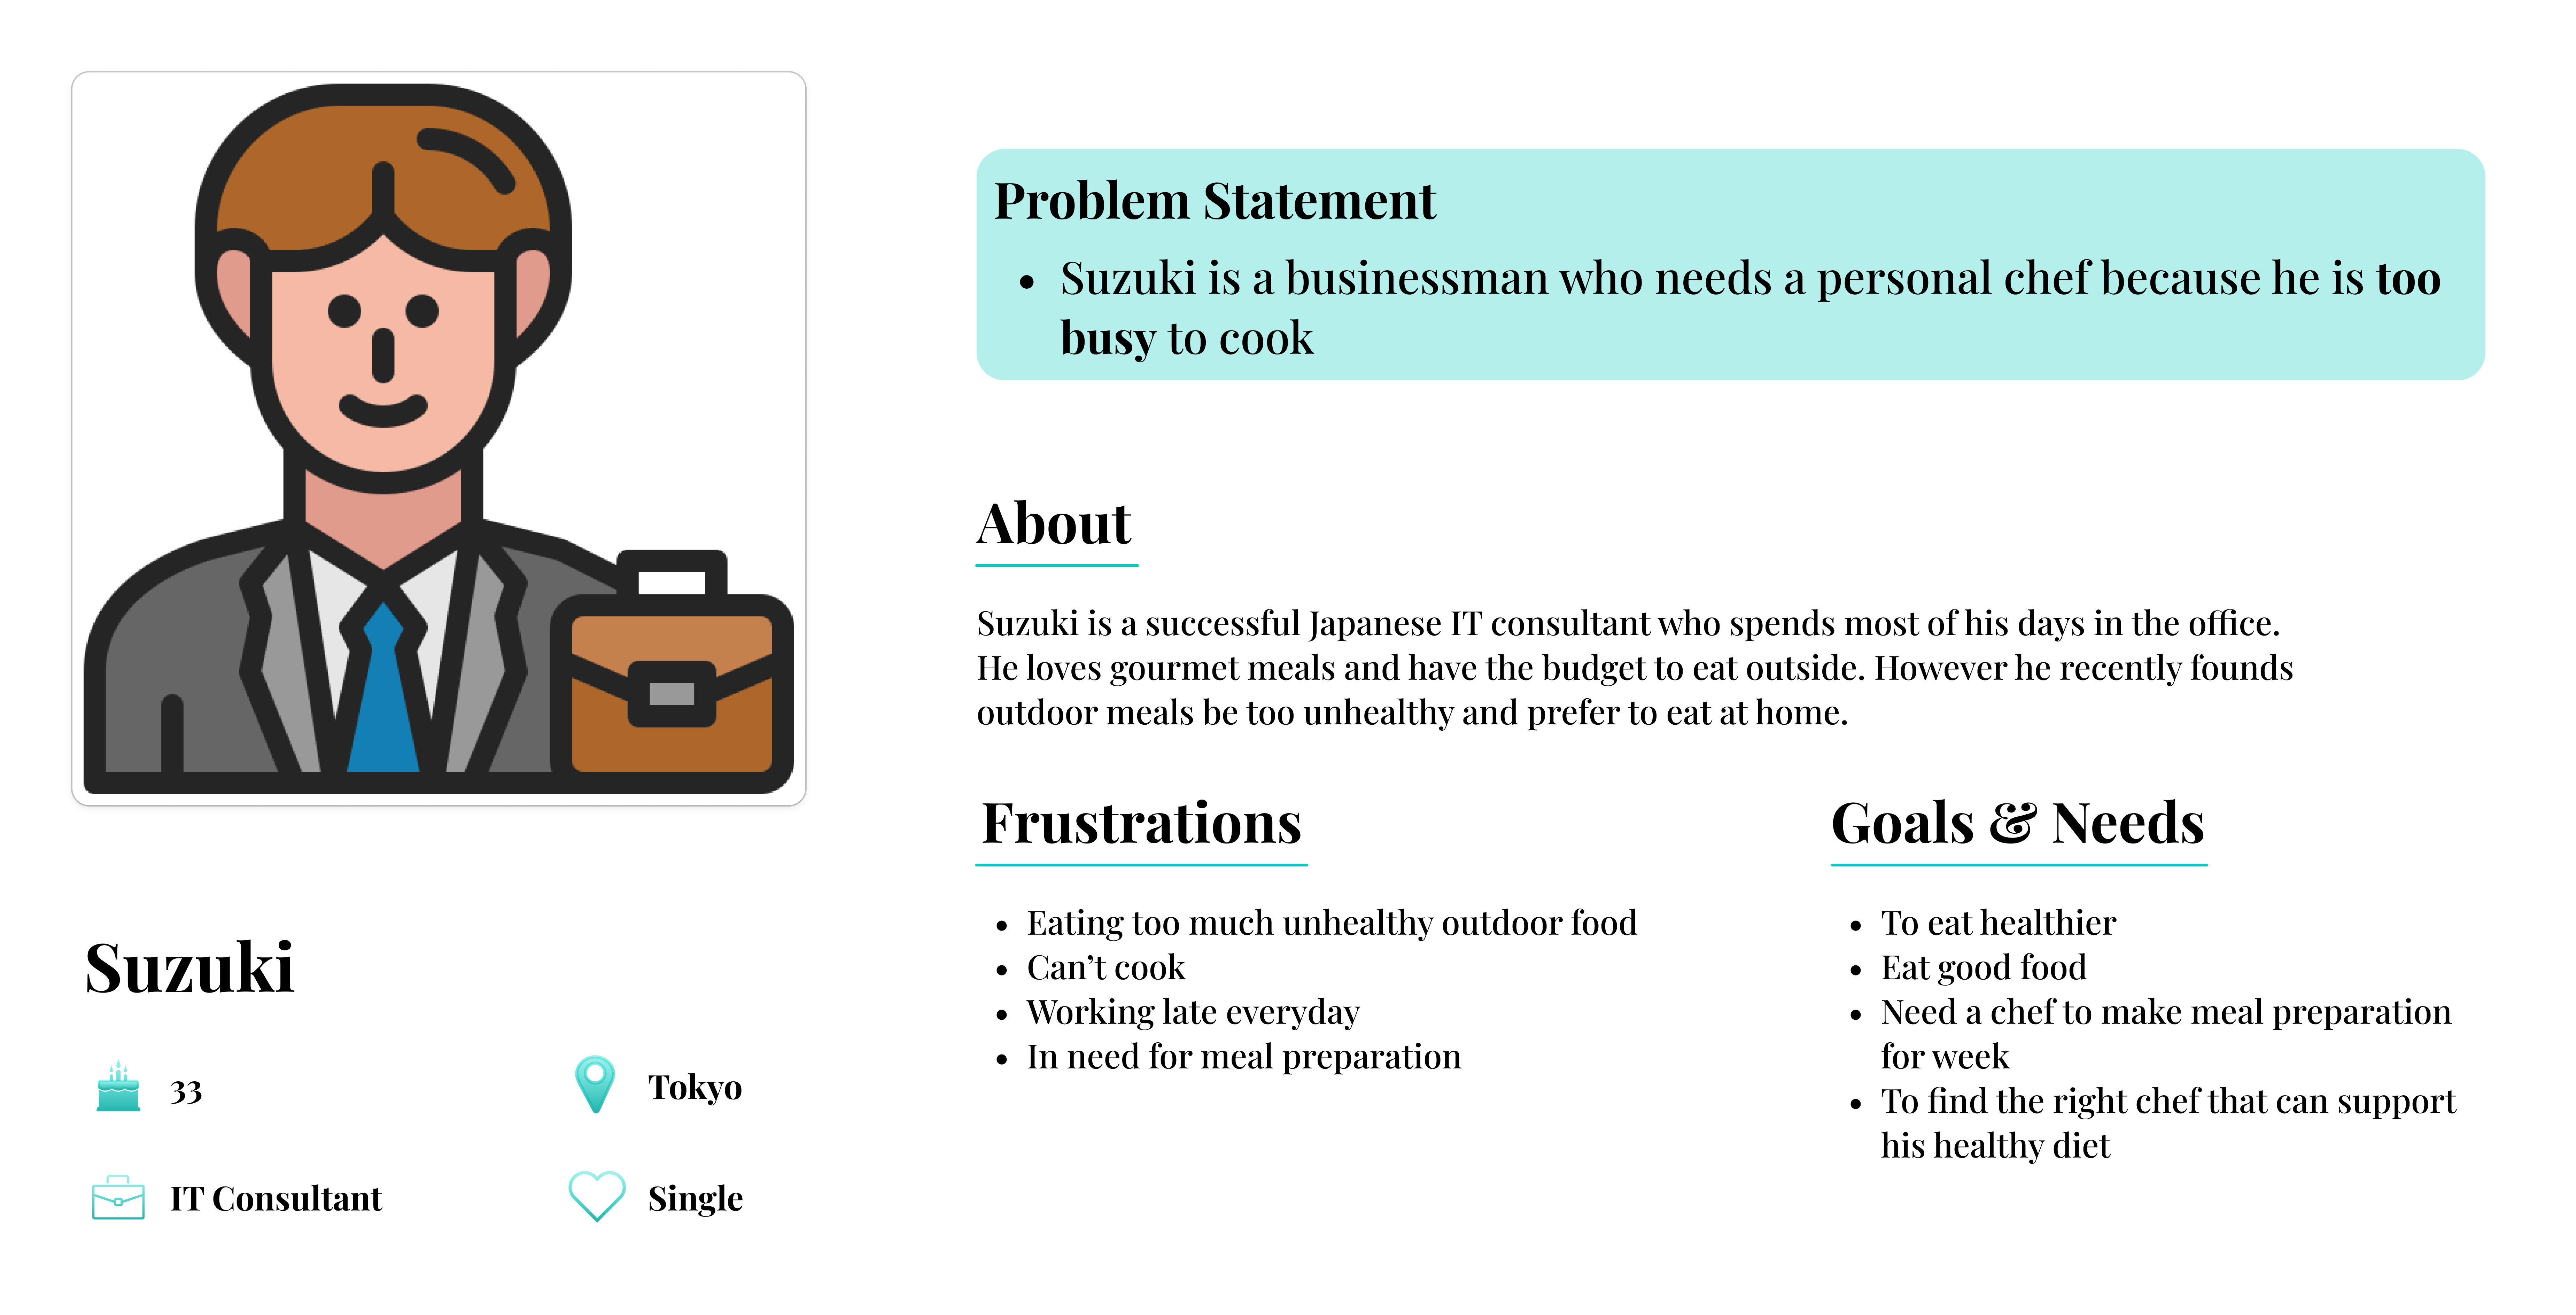 Problem Statement
• Suzuki is a businessman who needs a personal chef because he is too
busy to cook
About
Suzuki is a successful Japanese IT consultant who spends most of his days in the office.
He loves gourmet meals and have the budget to eat outside. However he recently founds
outdoor meals be too unhealthy and prefer to eat at home.
Frustrations
• Eating too much unhealthy outdoor food
• Can’t cook
• Working late everyday
• In need for meal preparation
Goals & Needs
• To eat healthier
• Eat good food
• Need a chef to make meal preparation
for week
• To find the right chef that can support
his healthy diet
Suzuki
33
Tokyo
IT Consultant
Single